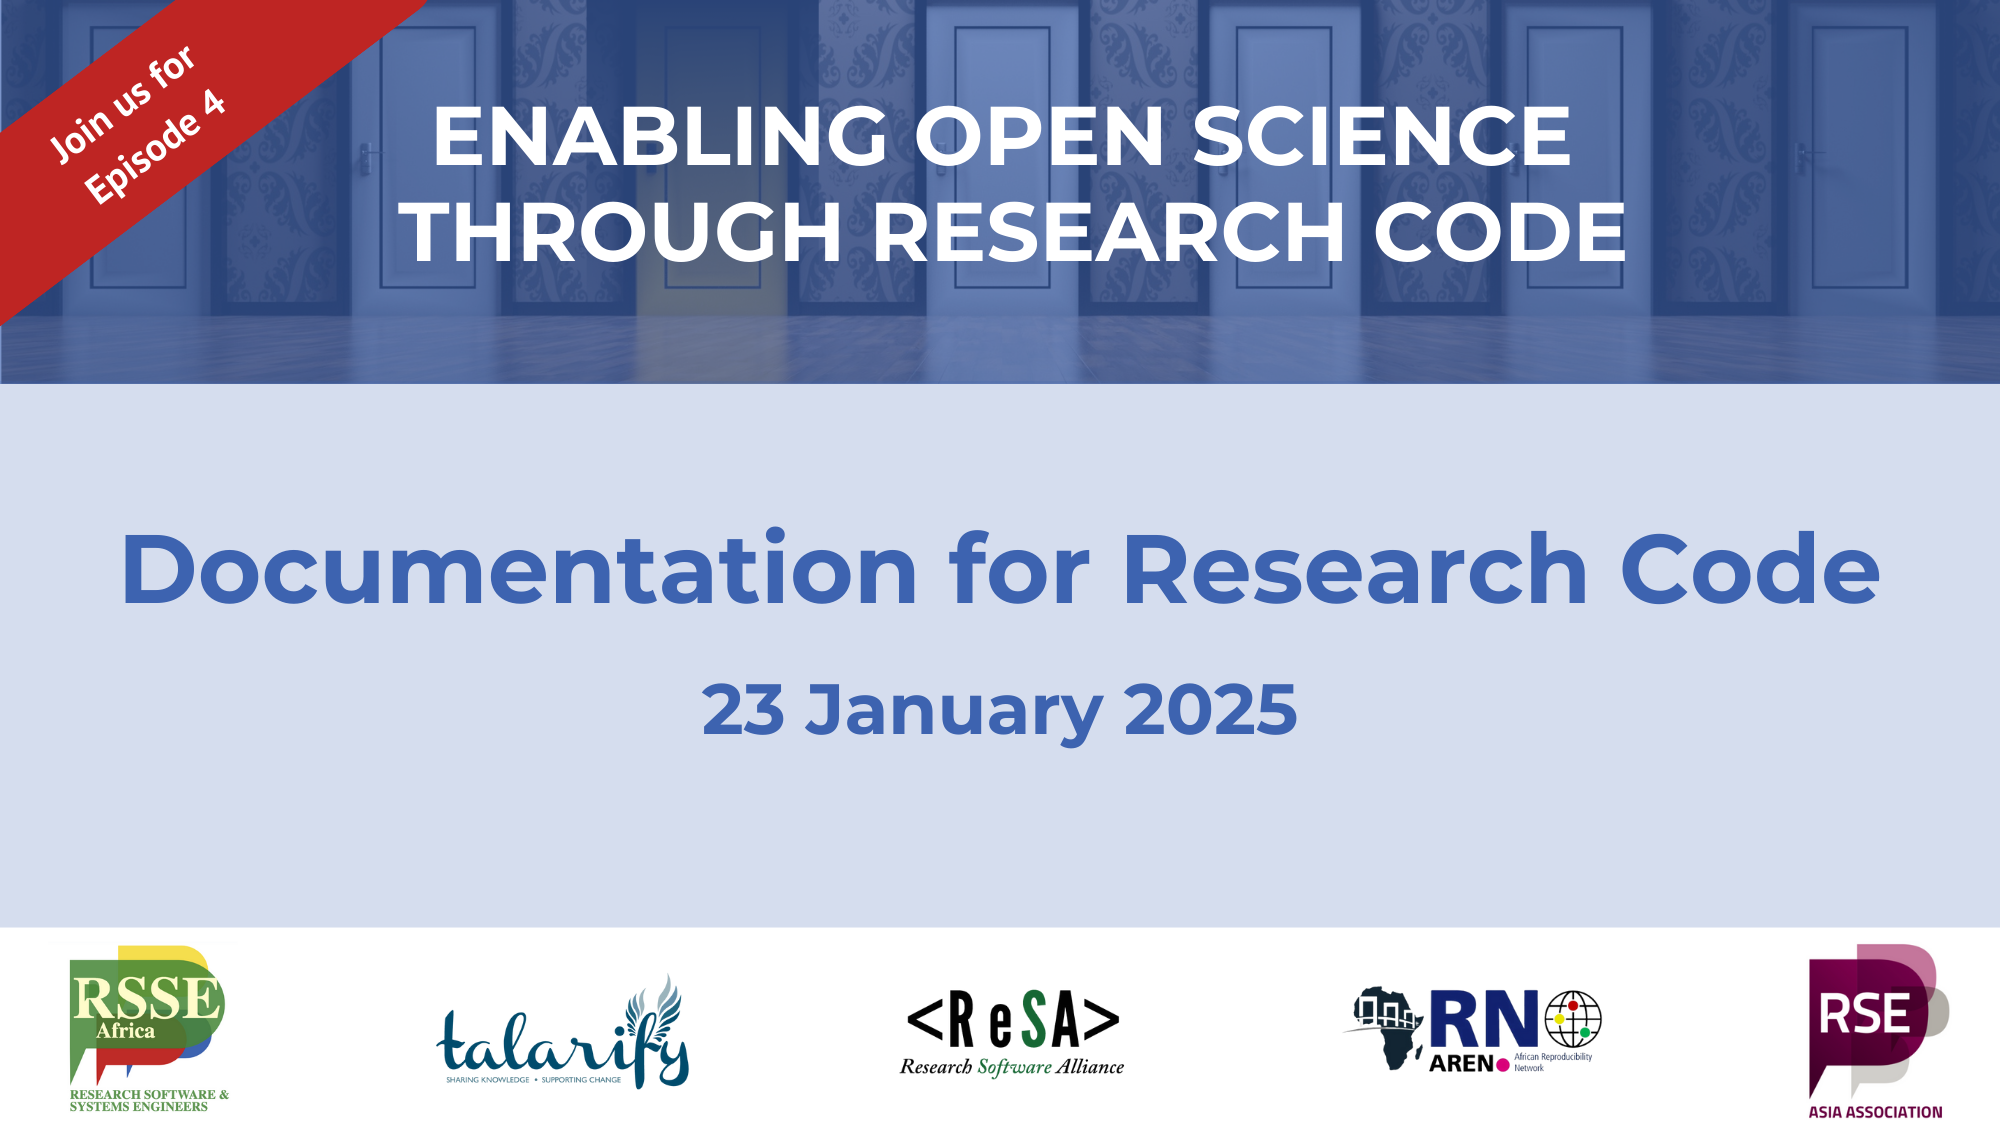 Join us for
Episode 4
ENABLING OPEN SCIENCE
THROUGH RESEARCH CODE
Documentation for Research Code
23 January 2025
RSSE
Africa
RESEARCH SOFTWARE &
SYSTEMS ENGINEERS
talarify
SHARING KNOWLEDGE • SUPPORTING CHANGE
<ReSA>
Research Software Alliance
RN
AREN
African Reproducibility
Network
RSE
ASIA ASSOCIATION